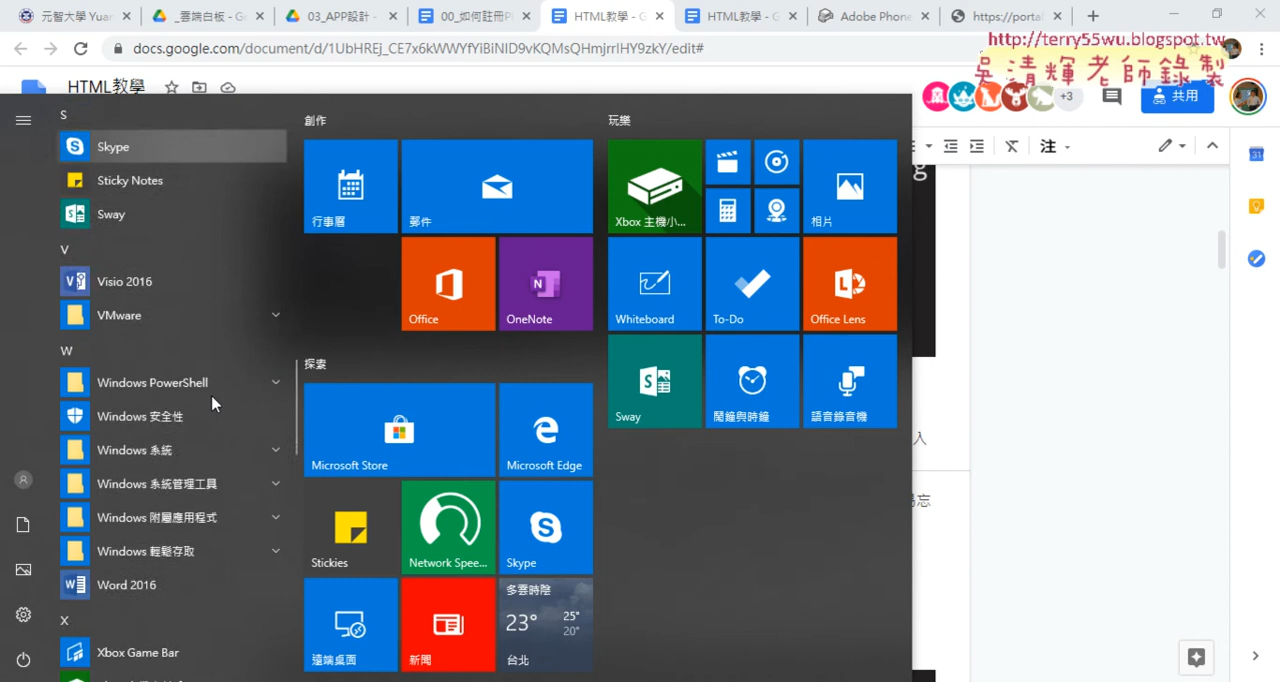 元智大學 Yuan
_雲端白板 - Go
03_APP設計 -
00_如何註冊P
HTML教學 - G
HTML教學 - G
Adobe Phone
https://porta
docs.google.com/document/d/1UbHREj_CE7x6kWWYfYiBiNID9vKQMsQHmjrrlHY9zkY/edit#
http://terry55wu.blogspot.tw
吳清輝老師錄製
HTML教學
+3
共用
注
S
Skype
Sticky Notes
Sway
V
Visio 2016
VMware
W
Windows PowerShell
Windows 安全性
Windows 系統
Windows 系統管理工具
Windows 附屬應用程式
Windows 輕鬆存取
Word 2016
X
Xbox Game Bar
創作
行事曆
郵件
Office
OneNote
探索
Microsoft Store
Microsoft Edge
Stickies
Network Spee...
Skype
遠端桌面
新聞
多雲時陰
23°
25°
20°
台北
玩樂
Xbox 主機小...
相片
Whiteboard
To-Do
Office Lens
Sway
鬧鐘與時鐘
語音錄音機
g
入
忘